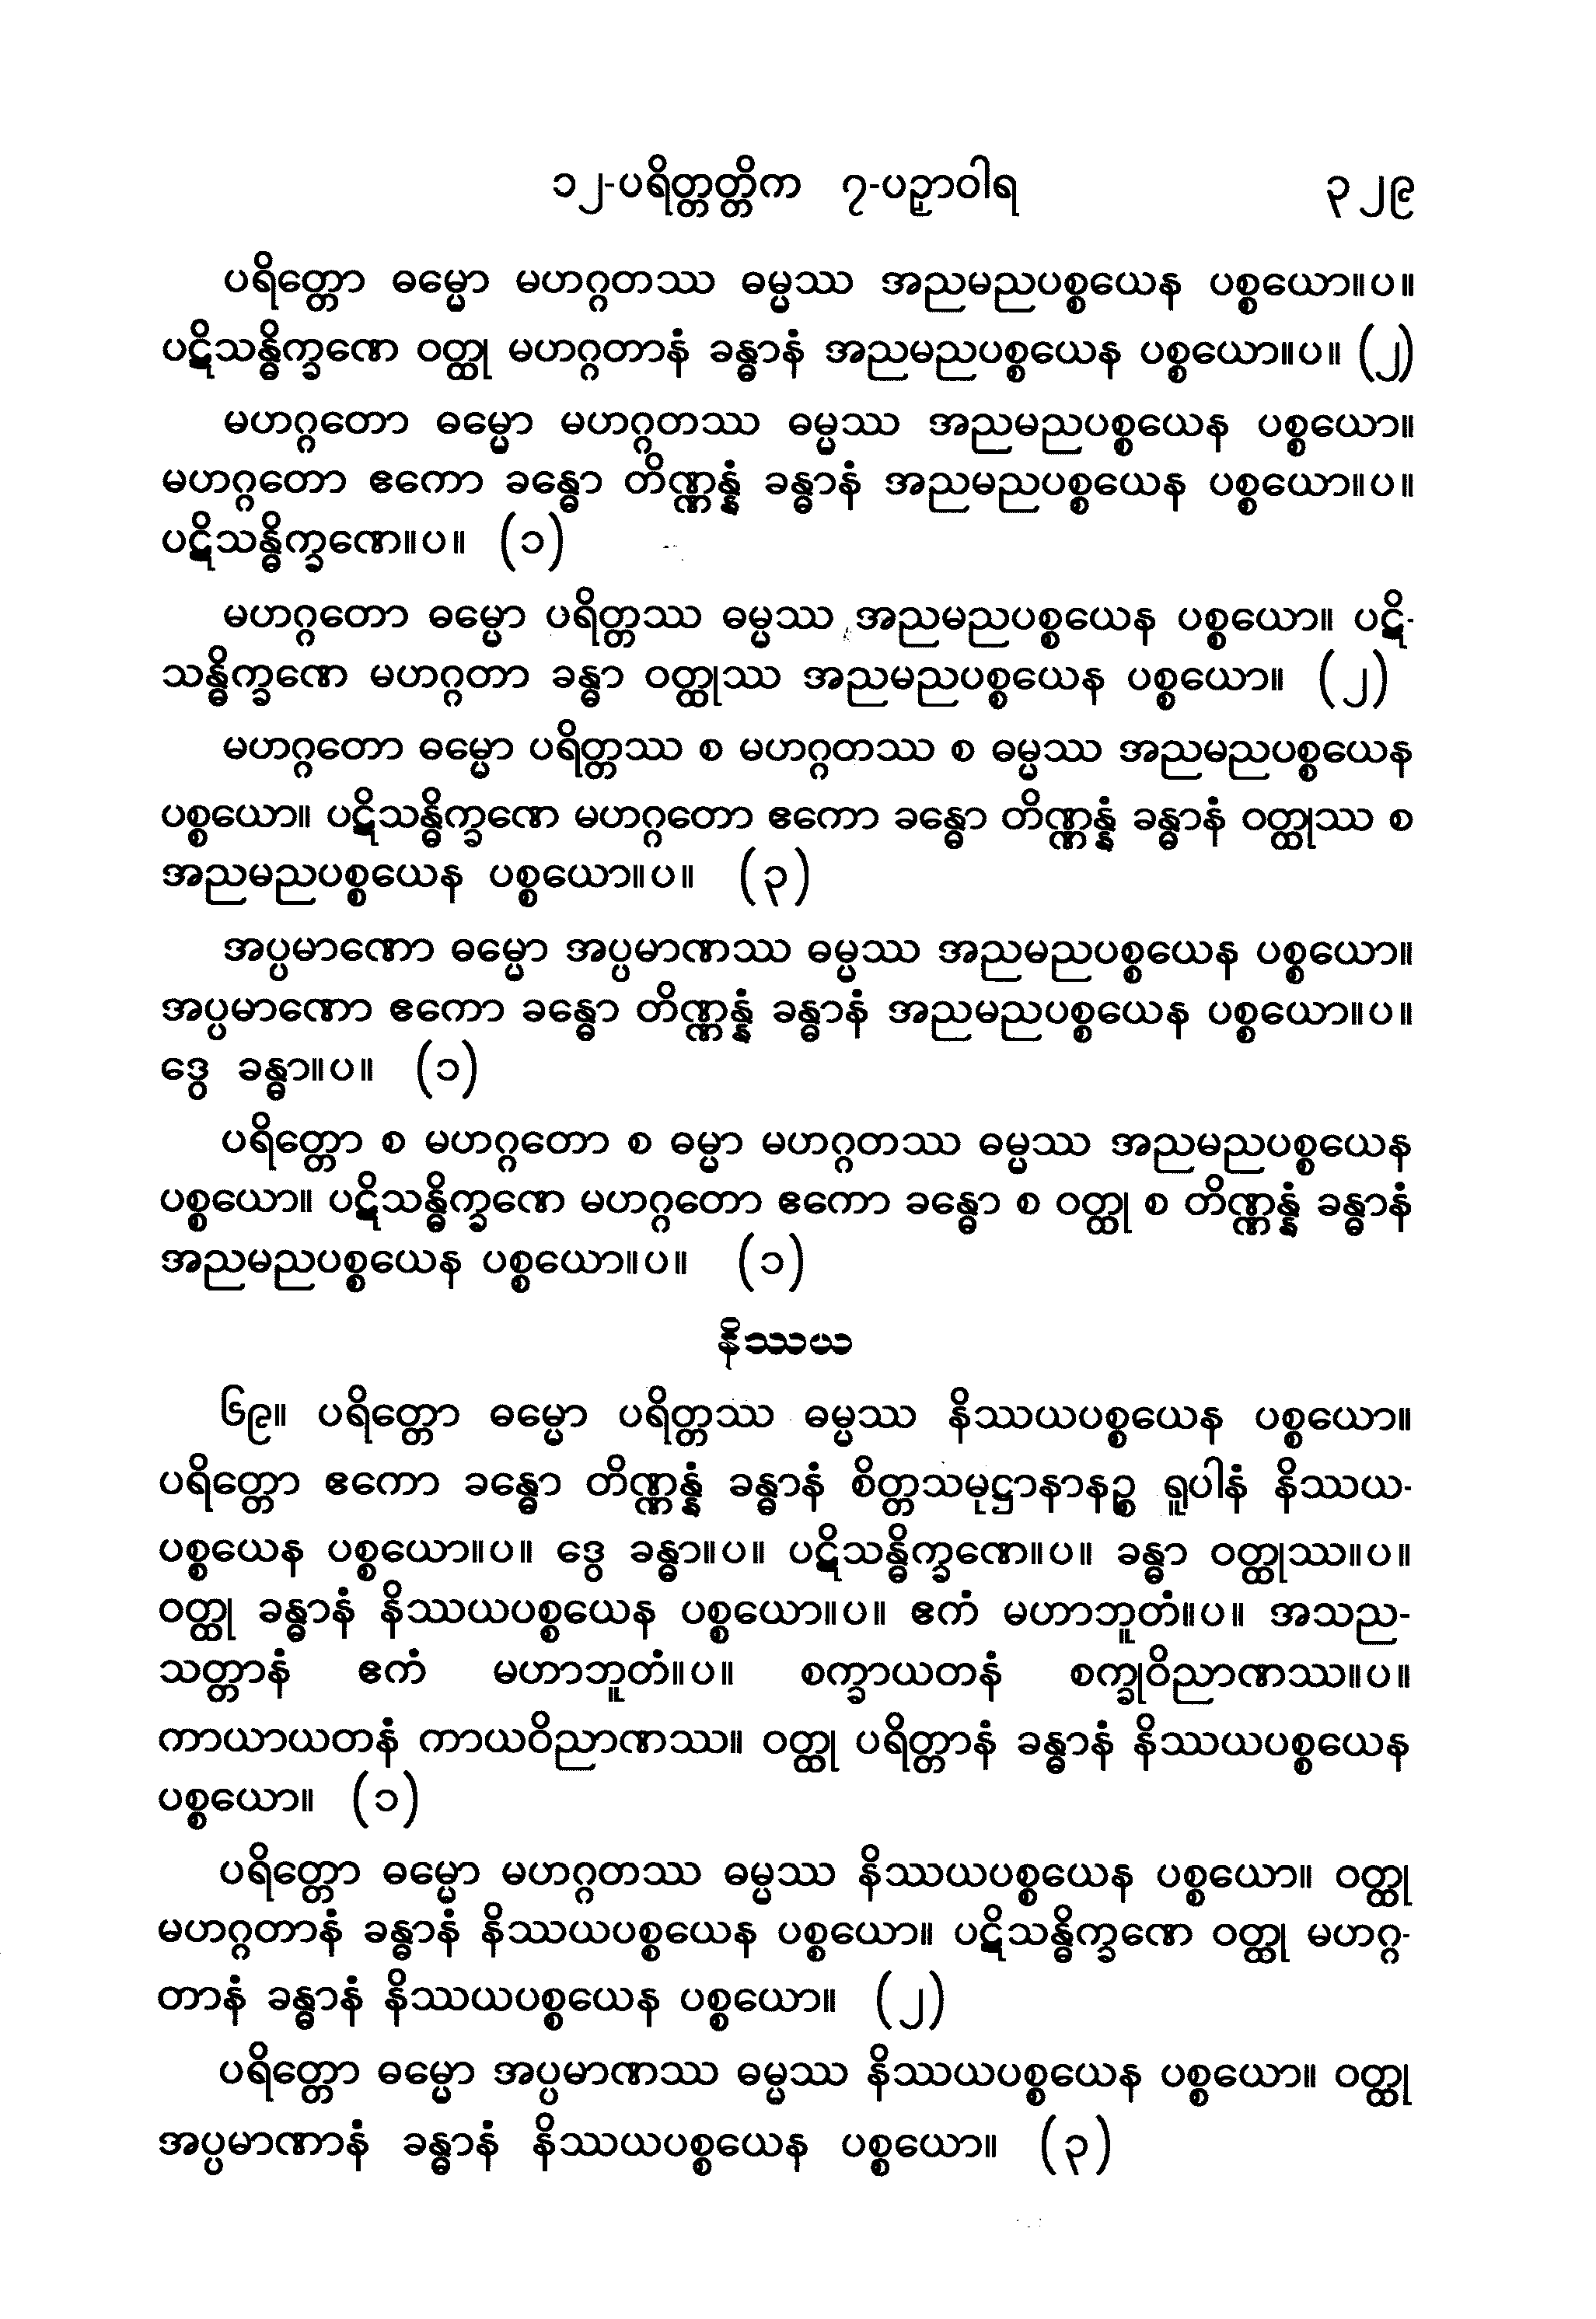 ၁၂-ပရိတ္တတ္တိက ၇-ပဉှာဝါရ ၃၂၉
ပရိတ္တော ဓမ္မော မဟဂ္ဂတဿ ဓမ္မဿ အညမညပစ္စယေန ပစ္စယော။ပ။
ပဋိသန္ဓိက္ခဏေ ဝတ္ထု မဟဂ္ဂတာနံ ခန္ဓာနံ အညမညပစ္စယေန ပစ္စယော။ပ။ (၂)
မဟဂ္ဂတော ဓမ္မော မဟဂ္ဂတဿ ဓမ္မဿ အညမညပစ္စယေန ပစ္စယော။
မဟဂ္ဂတော ဧကော ခန္ဓော တိဏ္ဏန္နံ ခန္ဓာနံ အညမညပစ္စယေန ပစ္စယော။ပ။
ပဋိသန္ဓိက္ခဏေ။ပ။ (၁)
မဟဂ္ဂတော ဓမ္မော ပရိတ္တဿ ဓမ္မဿ အညမညပစ္စယေန ပစ္စယော။ ပဋိ-
သန္ဓိက္ခဏေ မဟဂ္ဂတာ ခန္ဓာ ဝတ္ထုဿ အညမညပစ္စယေန ပစ္စယော။ (၂)
မဟဂ္ဂတော ဓမ္မော ပရိတ္တဿ စ မဟဂ္ဂတဿ စ ဓမ္မဿ အညမညပစ္စယေန
ပစ္စယော။ ပဋိသန္ဓိက္ခဏေ မဟဂ္ဂတော ဧကော ခန္ဓော တိဏ္ဏန္နံ ခန္ဓာနံ ဝတ္ထုဿ စ
အညမညပစ္စယေန ပစ္စယော။ပ။ (၃)
အပ္ပမာဏော ဓမ္မော အပ္ပမာဏဿ ဓမ္မဿ အညမညပစ္စယေန ပစ္စယော။
အပ္ပမာဏော ဧကော ခန္ဓော တိဏ္ဏန္နံ ခန္ဓာနံ အညမညပစ္စယေန ပစ္စယော။ပ။
ဒွေ ခန္ဓာ။ပ။ (၁)
ပရိတ္တော စ မဟဂ္ဂတော စ ဓမ္မာ မဟဂ္ဂတဿ ဓမ္မဿ အညမညပစ္စယေန
ပစ္စယော။ ပဋိသန္ဓိက္ခဏေ မဟဂ္ဂတော ဧကော ခန္ဓော စ ဝတ္ထု စ တိဏ္ဏန္နံ ခန္ဓာနံ
အညမညပစ္စယေန ပစ္စယော။ပ။ (၁)
နိဿယ
၆၉။ ပရိတ္တော ဓမ္မော ပရိတ္တဿ ဓမ္မဿ နိဿယပစ္စယေန ပစ္စယော။
ပရိတ္တော ဧကော ခန္ဓော တိဏ္ဏန္နံ ခန္ဓာနံ စိတ္တသမုဋ္ဌာနာနဉ္စ ရူပါနံ နိဿယ-
ပစ္စယေန ပစ္စယော။ပ။ ဒွေ ခန္ဓာ။ပ။ ပဋိသန္ဓိက္ခဏေ။ပ။ ခန္ဓာ ဝတ္ထုဿ။ပ။
ဝတ္ထု ခန္ဓာနံ နိဿယပစ္စယေန ပစ္စယော။ပ။ ဧကံ မဟာဘူတံ။ပ။ အသည-
သတ္တာနံ ဧကံ မဟာဘူတံ။ပ။ စက္ခာယတနံ စက္ခုဝိညာဏဿ။ပ။
ကာယာယတနံ ကာယဝိညာဏဿ။ ဝတ္ထု ပရိတ္တာနံ ခန္ဓာနံ နိဿယပစ္စယေန
ပစ္စယော။ (၁)
ပရိတ္တော ဓမ္မော မဟဂ္ဂတဿ ဓမ္မဿ နိဿယပစ္စယေန ပစ္စယော။ ဝတ္ထု
မဟဂ္ဂတာနံ ခန္ဓာနံ နိဿယပစ္စယေန ပစ္စယော။ ပဋိသန္ဓိက္ခဏေ ဝတ္ထု မဟဂ္ဂ-
တာနံ ခန္ဓာနံ နိဿယပစ္စယေန ပစ္စယော။ (၂)
ပရိတ္တော ဓမ္မော အပ္ပမာဏဿ ဓမ္မဿ နိဿယပစ္စယေန ပစ္စယော။ ဝတ္ထု
အပ္ပမာဏာနံ ခန္ဓာနံ နိဿယပစ္စယေန ပစ္စယော။ (၃)